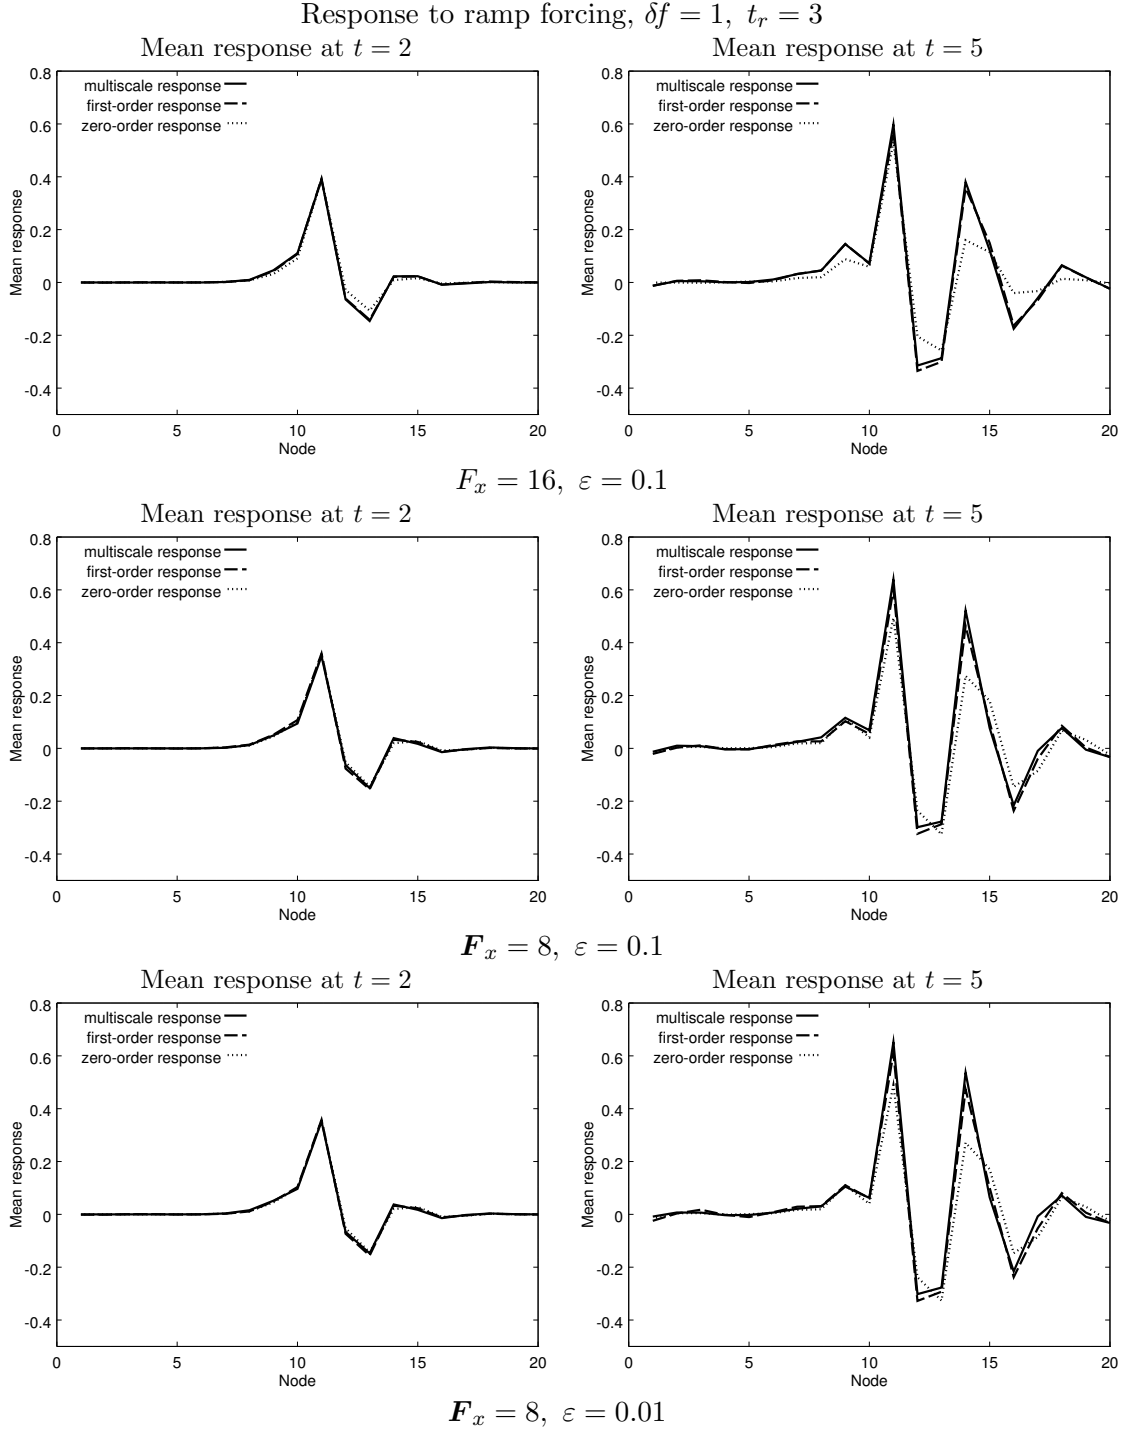 Response to ramp forcing, δf = 1, t_r = 3
Mean response at t = 2
Mean response at t = 5
multiscale response
first-order response
zero-order response
0.8
0.6
0.4
0.2
0
-0.2
-0.4
Mean response
0 5 10 15 20
Node
multiscale response
first-order response
zero-order response
0.8
0.6
0.4
0.2
0
-0.2
-0.4
Mean response
0 5 10 15 20
Node
F_x = 16, ε = 0.1
Mean response at t = 2
Mean response at t = 5
multiscale response
first-order response
zero-order response
0.8
0.6
0.4
0.2
0
-0.2
-0.4
Mean response
0 5 10 15 20
Node
multiscale response
first-order response
zero-order response
0.8
0.6
0.4
0.2
0
-0.2
-0.4
Mean response
0 5 10 15 20
Node
F_x = 8, ε = 0.1
Mean response at t = 2
Mean response at t = 5
multiscale response
first-order response
zero-order response
0.8
0.6
0.4
0.2
0
-0.2
-0.4
Mean response
0 5 10 15 20
Node
multiscale response
first-order response
zero-order response
0.8
0.6
0.4
0.2
0
-0.2
-0.4
Mean response
0 5 10 15 20
Node
F_x = 8, ε = 0.01